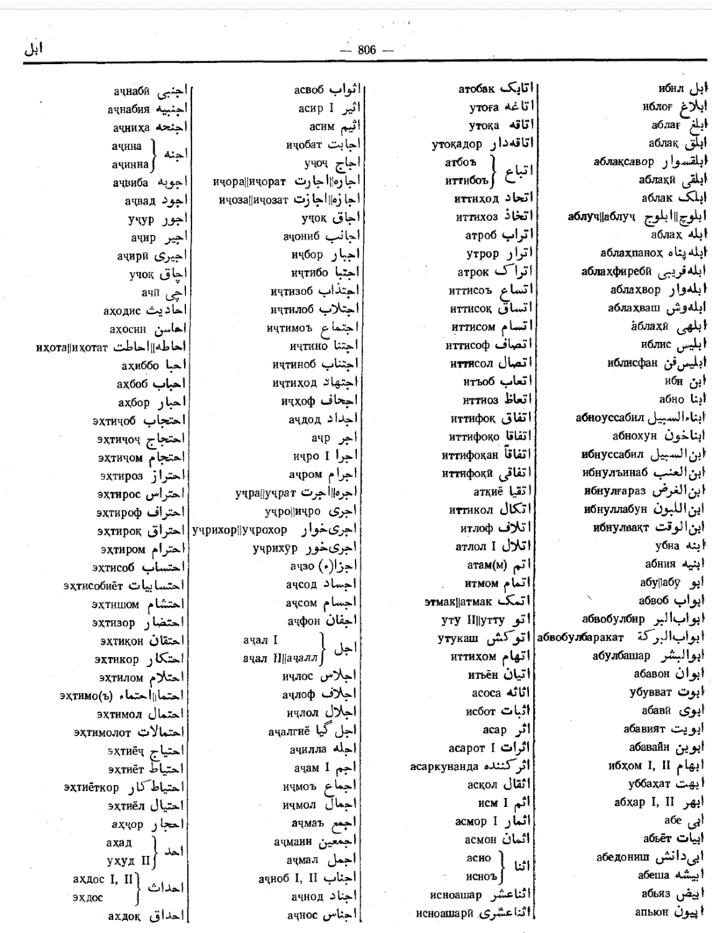 ابل — 806 —
ибил ابل
иблоғ ابلاغ
аблағ ابلغ
аблақ ابلق
аблақсавор ابلقسوار
аблақӣ ابلقی
аблак ابلک
аблуч||аблуҷ ابلوج||ابلوچ
аблаҳ ابله
аблаҳпаноҳ ابله پناه
аблаҳфиребӣ ابله فریبی
аблаҳвор ابله‌وار
аблаҳваш ابله‌وش
аблаҳӣ ابلهی
иблис ابلیس
иблисфан ابلیس‌فن
ибн ابن
абно ابنا
абноуссабил ابناءالسبیل
абнохун ابناخون
ибнуссабил ابن‌السبیل
ибнулъинаб ابن‌العنب
ибнулғараз ابن‌الغرض
ибнуллабун ابن‌اللبون
ибнулвақт ابن‌الوقت
убна ابنه
абния ابنیه
абу||абӯ ابو
абвоб ابواب
абвобулбир ابواب‌البر
абвобулбаракат ابواب‌البرکة
абулбашар ابوالبشر
абавон ابوان
убувват ابوت
абавӣ ابوی
абавият ابویت
абавайн ابوین
ибҳом I, II ابهام
уббаҳат ابهت
абҳар I, II ابهر
абе ابی
абьёт ابیات
абедониш ابی‌دانش
абеша ابیشه
абьяз ابیض
апьюн اپیون
атобак اتابک
утоға اتاغه
утоқа اتاقه
утоқадор اتاقه‌دار
атбоъ
иттибоъ } اتباع
иттиҳод اتحاد
иттихоз اتخاذ
атроб اتراب
утрор اترار
атрок اتراک
иттисоъ اتساع
иттисоқ اتساق
иттисом اتسام
иттисоф اتصاف
иттисол اتصال
итъоб اتعاب
иттиоз اتعاظ
иттифоқ اتفاق
иттифоқо اتفاقا
иттифоқан اتفاقاً
иттифоқӣ اتفاقی
атқиё اتقیا
иттикол اتکال
итлоф اتلاف
атлол I اتلال
атам(м) اتم
итмом اتمام
этмак||атмак اتمک
уту II||утту اتو
утукаш اتوکش
иттиҳом اتهام
итьён اتیان
асоса اثاثه
исбот اثبات
асар اثر
асарот I اثرات
асаркунанда اثرکننده
асқол اثقال
исм I اثم
асмор I اثمار
асмон اثمان
асно
исноъ } اثنا
исноашар اثناعشر
исноашарӣ اثناعشری
асвоб اثواب
асир I اثیر
асим اثیم
иҷобат اجابت
уҷоҷ اجاج
иҷора||иҷорат اجاره||اجارت
иҷоза||иҷозат اجازه||اجازت
уҷоқ اجاق
аҷониб اجانب
иҷбор اجبار
иҷтибо اجتبا
иҷтизоб اجتذاب
иҷтилоб اجتلاب
иҷтимоъ اجتماع
иҷтино اجتنا
иҷтиноб اجتناب
иҷтиҳод اجتهاد
иҷҳоф اجحاف
аҷдод اجداد
аҷр اجر
иҷро I اجرا
аҷром اجرام
уҷра||уҷрат اجره||اجرت
уҷро||иҷро اجری
уҷрихор||уҷрохор اجری‌خوار
уҷрихӯр اجری‌خور
аҷзо اجزا(ء)
аҷсод اجساد
аҷсом اجسام
аҷфон اجفان
аҷал I
аҷал II||аҷалл } اجل
иҷлос اجلاس
аҷлоф اجلاف
иҷлол اجلال
аҷалгиё اجل گیا
аҷилла اجله
аҷам I اجم
иҷмоъ اجماع
иҷмол اجمال
аҷмаъ اجمع
аҷмаин اجمعین
аҷмал اجمل
аҷноб I, II اجناب
аҷнод اجناد
аҷнос اجناس
аҷнабӣ اجنبی
аҷнабия اجنبیه
аҷниҳа اجنحه
аҷина
аҷинна } اجنه
аҷвиба اجوبه
аҷвад اجود
уҷур اجور
аҷир اجیر
аҷирӣ اجیری
учоқ اچاق
ачӣ اچی
аҳодис احادیث
аҳосин احاسن
иҳота||иҳотат احاطه||احاطت
аҳиббо احبا
аҳбоб احباب
аҳбор احبار
эҳтиҷоб احتجاب
эҳтиҷоҷ احتجاج
эҳтиҷом احتجام
эҳтироз احتراز
эҳтирос احتراس
эҳтироф احتراف
эҳтироқ احتراق
эҳтиром احترام
эҳтисоб احتساب
эҳтисобиёт احتسابیات
эҳтишом احتشام
эҳтизор احتضار
эҳтиқон احتقان
эҳтикор احتکار
эҳтилом احتلام
эҳтимо(ъ) احتما||احتماء
эҳтимол احتمال
эҳтимолот احتمالات
эҳтиёҷ احتیاج
эҳтиёт احتیاط
эҳтиёткор احتیاط کار
эҳтиёл احتیال
аҳҷор احجار
аҳад
уҳуд II } احد
аҳдос I, II
эҳдос } احداث
аҳдоқ احداق